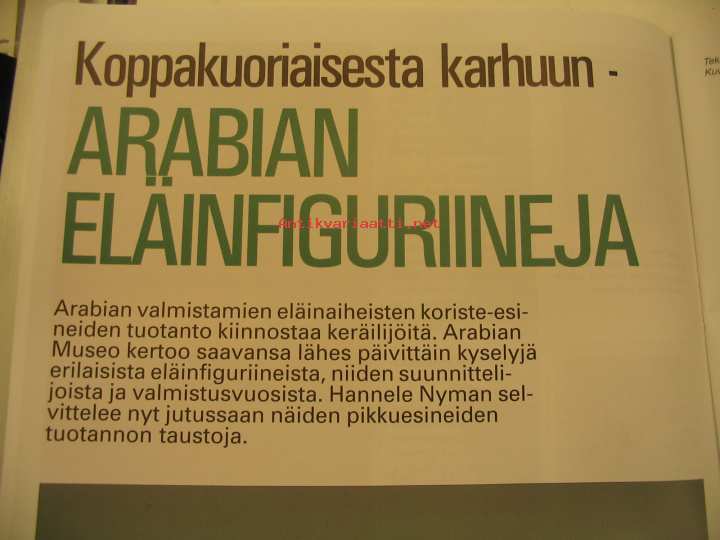 Koppakuoriaisesta karhuun -
ARABIAN
ELÄINFIGURIINEJA
Antikvariaatti.net
Arabian valmistamien eläinaiheisten koriste-esi-
neiden tuotanto kiinnostaa keräilijöitä. Arabian
Museo kertoo saavansa lähes päivittäin kyselyjä
erilaisista eläinfiguriineista, niiden suunnitteli-
joista ja valmistusvuosista. Hannele Nyman sel-
vittelee nyt jutussaan näiden pikkuesineiden
tuotannon taustoja.